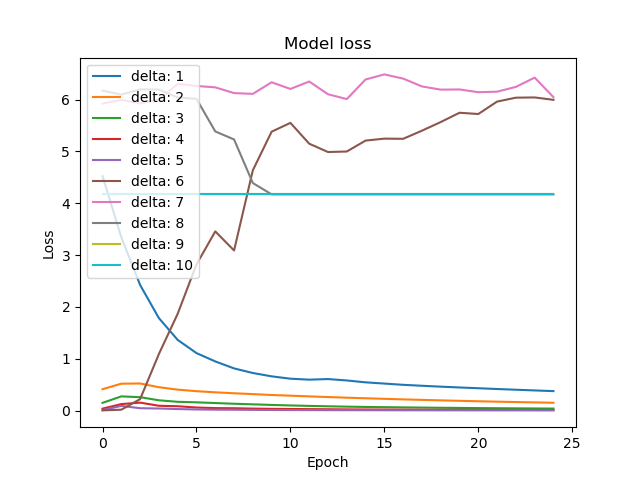 Model loss
delta: 1
delta: 2
delta: 3
delta: 4
delta: 5
delta: 6
delta: 7
delta: 8
delta: 9
delta: 10
6
5
4
3
2
1
0
Loss
0 5 10 15 20 25
Epoch